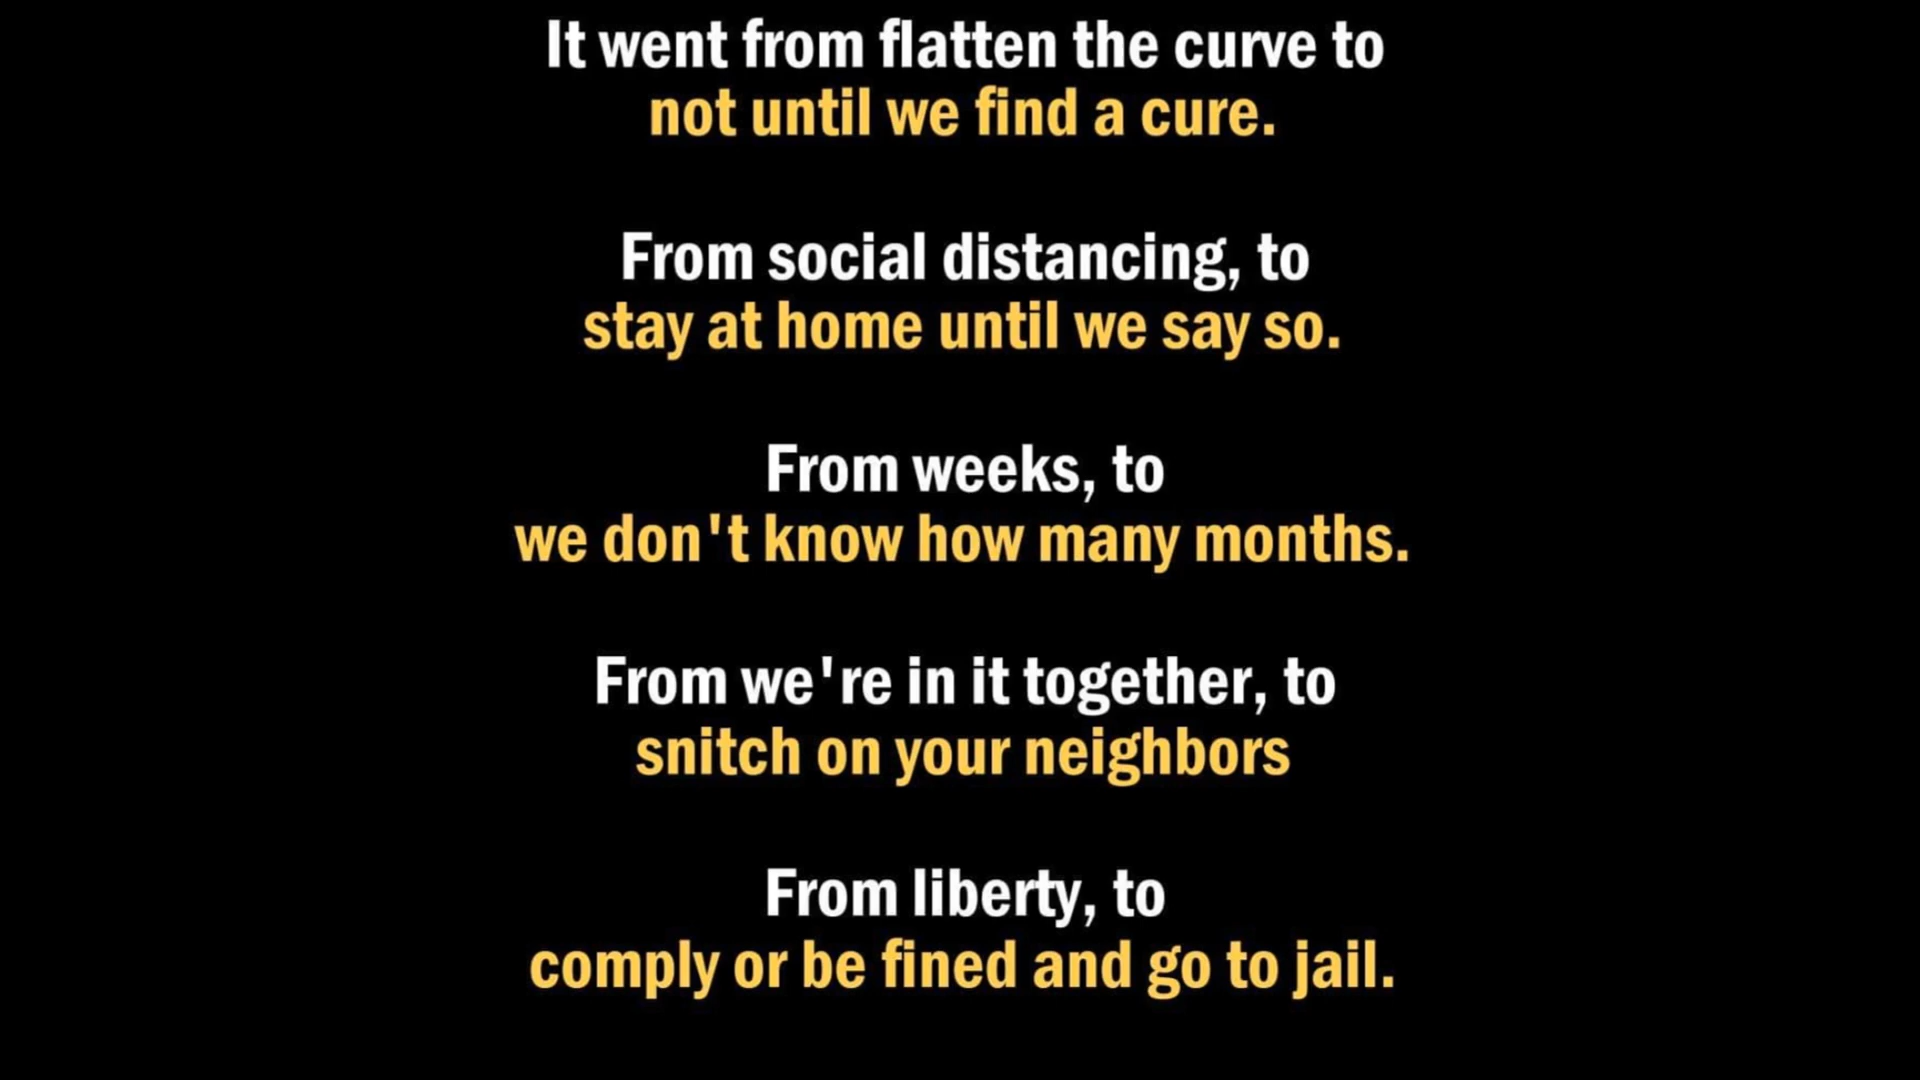 It went from flatten the curve to
not until we find a cure.
From social distancing, to
stay at home until we say so.
From weeks, to
we don't know how many months.
From we're in it together, to
snitch on your neighbors
From liberty, to
comply or be fined and go to jail.